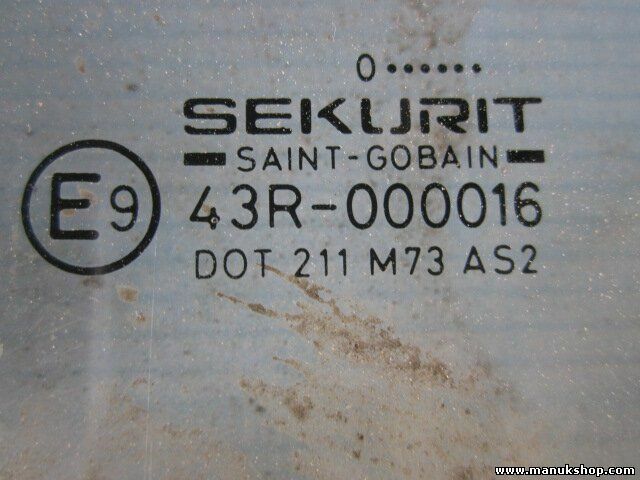 0.......
SEKURIT
SAINT-GOBAIN
E9
43R-000016
DOT 211 M73 AS2
www.manukshop.com